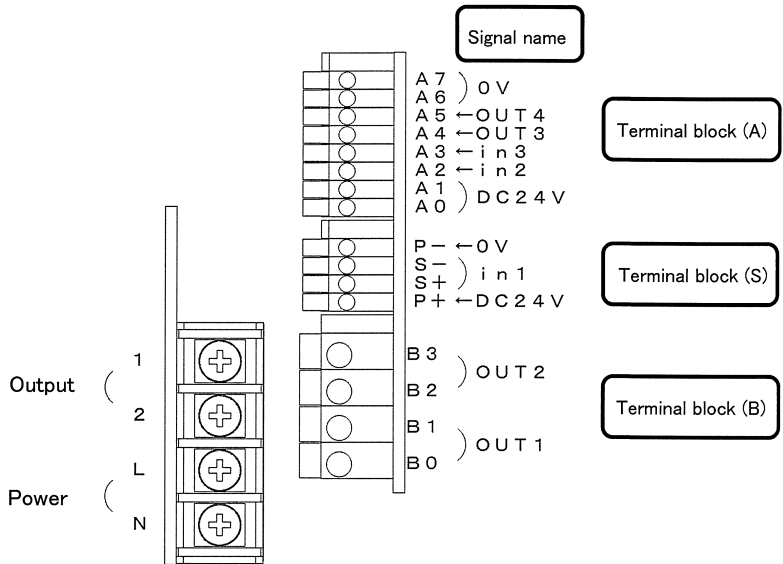 Signal name
A7
A6
) 0V
A5 ←OUT4
A4 ←OUT3
A3 ←in3
A2 ←in2
A1
A0
) DC24V
Terminal block (A)
P− ←0V
S−
S+
) in1
P+ ←DC24V
Terminal block (S)
B3
B2
) OUT2
B1
B0
) OUT1
Terminal block (B)
Output
(
1
2
Power
(
L
N